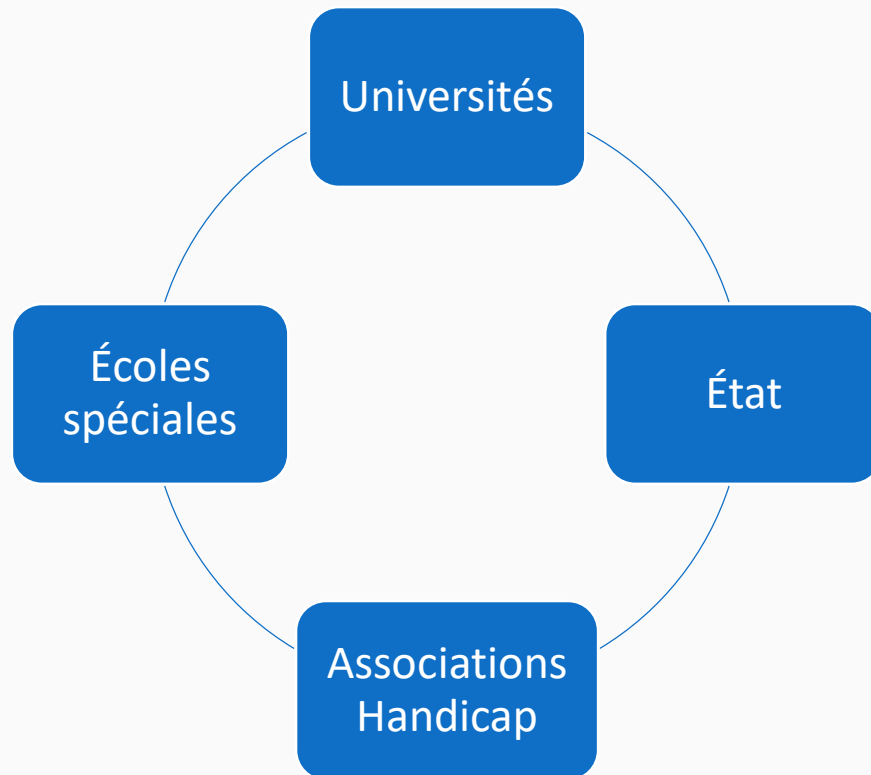 Universités
État
Associations
Handicap
Écoles
spéciales